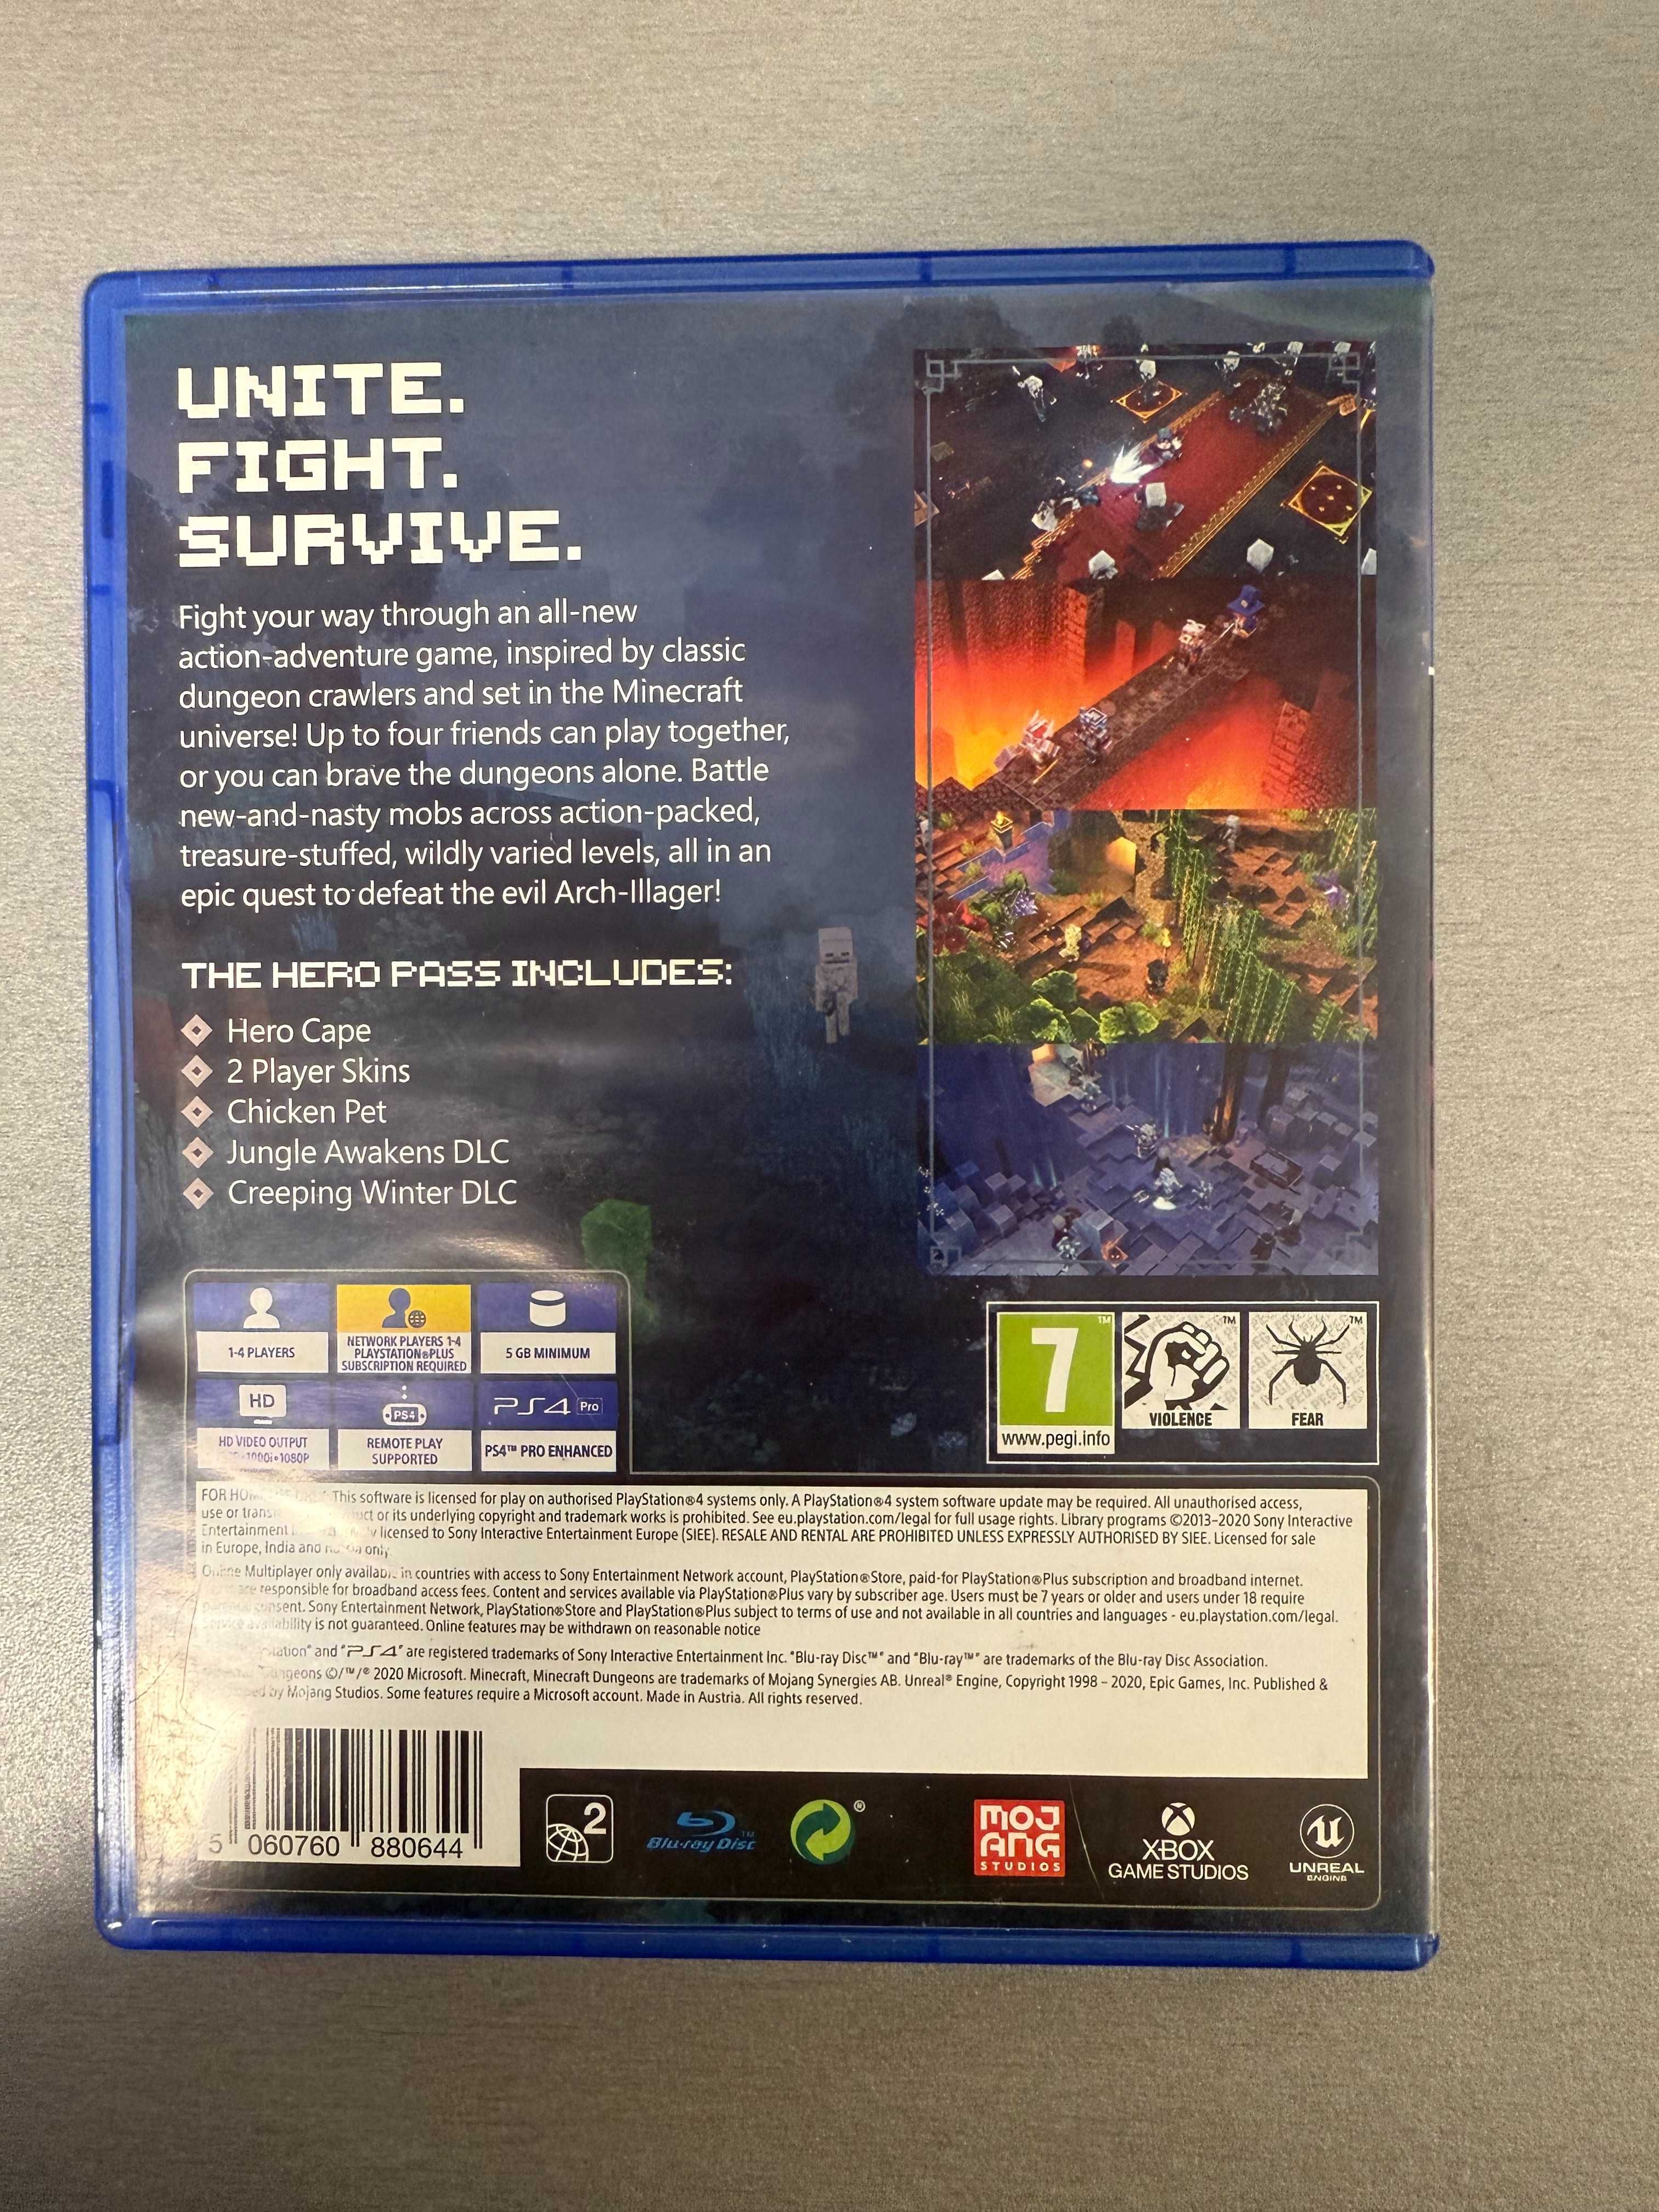 UNITE.
FIGHT.
SURVIVE.
Fight your way through an all-new
action-adventure game, inspired by classic
dungeon crawlers and set in the Minecraft
universe! Up to four friends can play together,
or you can brave the dungeons alone. Battle
new-and-nasty mobs across action-packed,
treasure-stuffed, wildly varied levels, all in an
epic quest to defeat the evil Arch-Illager!
THE HERO PASS INCLUDES:
Hero Cape
2 Player Skins
Chicken Pet
Jungle Awakens DLC
Creeping Winter DLC
1-4 PLAYERS
NETWORK PLAYERS 1-4
PLAYSTATION®PLUS
SUBSCRIPTION REQUIRED
5 GB MINIMUM
HD
HD VIDEO OUTPUT
1080P
PS4
REMOTE PLAY
SUPPORTED
PS4 Pro
PS4™ PRO ENHANCED
7™
www.pegi.info
™
VIOLENCE
™
FEAR
FOR This software is licensed for play on authorised PlayStation®4 systems only. A PlayStation®4 system software update may be required. All unauthorised access,
use or or its underlying copyright and trademark works is prohibited. See eu.playstation.com/legal for full usage rights. Library programs ©2013-2020 Sony Interactive
Entertainment licensed to Sony Interactive Entertainment Europe (SIEE). RESALE AND RENTAL ARE PROHIBITED UNLESS EXPRESSLY AUTHORISED BY SIEE. Licensed for sale
in Europe, India and only
Online Multiplayer only available in countries with access to Sony Entertainment Network account, PlayStation®Store, paid-for PlayStation®Plus subscription and broadband internet.
are responsible for broadband access fees. Content and services available via PlayStation®Plus vary by subscriber age. Users must be 7 years or older and users under 18 require
consent. Sony Entertainment Network, PlayStation®Store and PlayStation®Plus subject to terms of use and not available in all countries and languages - eu.playstation.com/legal.
Service availability is not guaranteed. Online features may be withdrawn on reasonable notice
and "PS4" are registered trademarks of Sony Interactive Entertainment Inc. "Blu-ray Disc™" and "Blu-ray™" are trademarks of the Blu-ray Disc Association.
©/™/® 2020 Microsoft. Minecraft, Minecraft Dungeons are trademarks of Mojang Synergies AB. Unreal® Engine, Copyright 1998 – 2020, Epic Games, Inc. Published &
by Mojang Studios. Some features require a Microsoft account. Made in Austria. All rights reserved.
5 060760 880644
2
Blu-ray Disc™
®
MOJANG
STUDIOS
XBOX
GAME STUDIOS
UNREAL
ENGINE